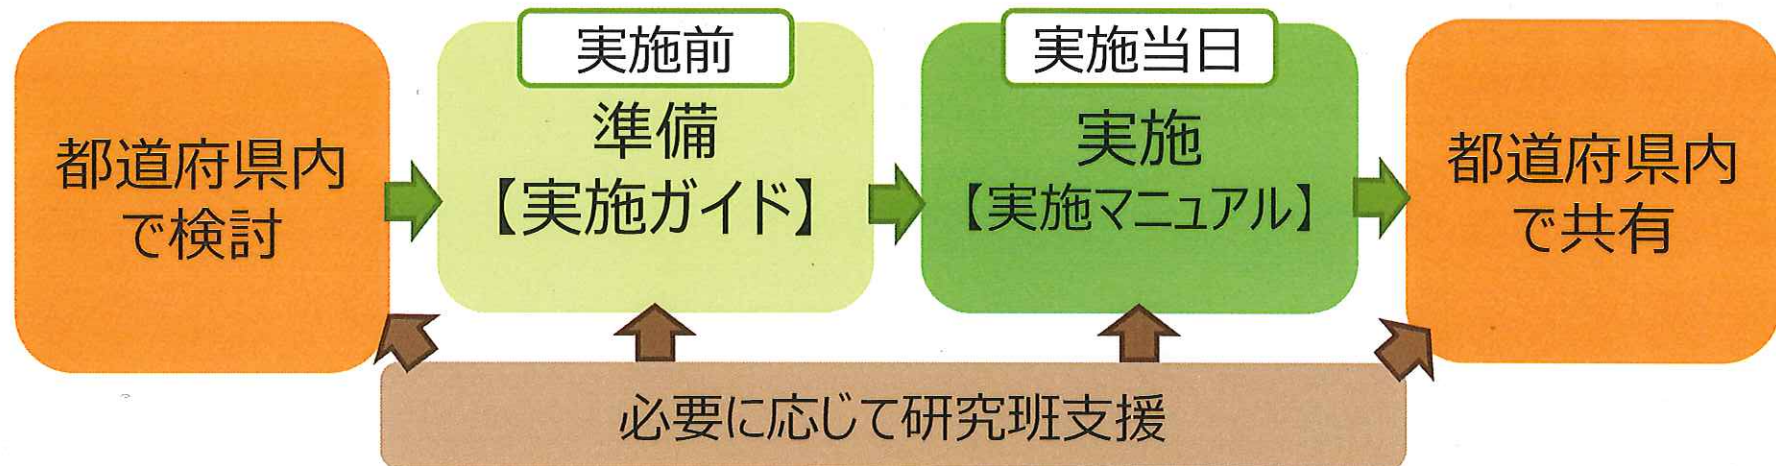 都道府県内
で検討
実施前
準備
【実施ガイド】
実施当日
実施
【実施マニュアル】
都道府県内
で共有
必要に応じて研究班支援